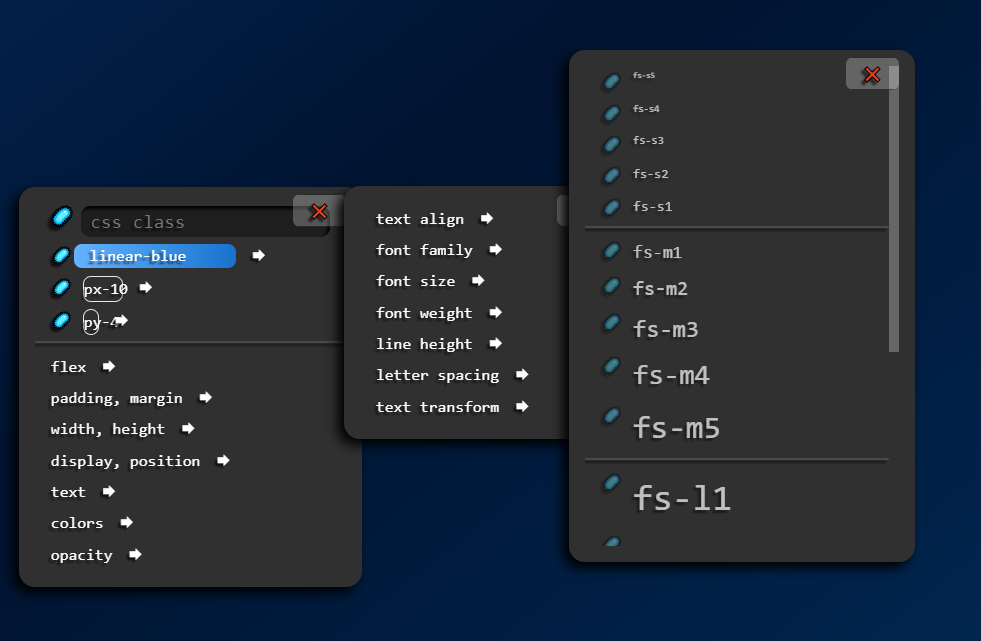 css class
linear-blue
px-10
py-4
flex
padding, margin
width, height
display, position
text
colors
opacity
text align
font family
font size
font weight
line height
letter spacing
text transform
fs-s5
fs-s4
fs-s3
fs-s2
fs-s1
fs-m1
fs-m2
fs-m3
fs-m4
fs-m5
fs-l1